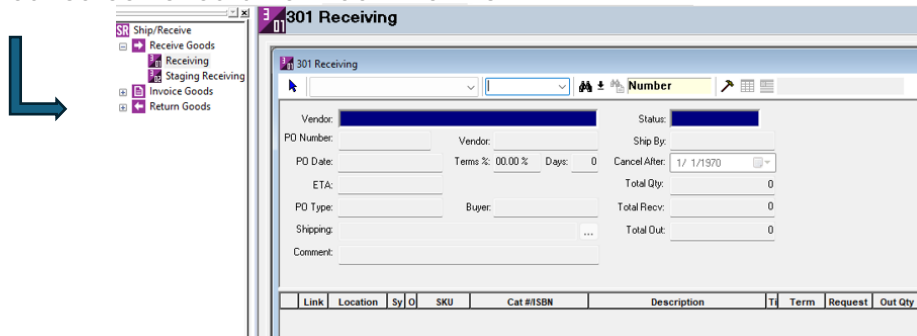 301 Receiving
SR Ship/Receive
Receive Goods
Receiving
Staging Receiving
Invoice Goods
Return Goods
301 Receiving
Number
Vendor: Status:
PO Number: Vendor: Ship By:
PO Date: Terms %: 00.00 % Days: 0 Cancel After: 1/ 1/1970
ETA: Total Qty: 0
PO Type: Buyer: Total Recv: 0
Shipping: ... Total Out: 0
Comment:
Link Location Sy O SKU Cat #/ISBN Description Ti Term Request Out Qty